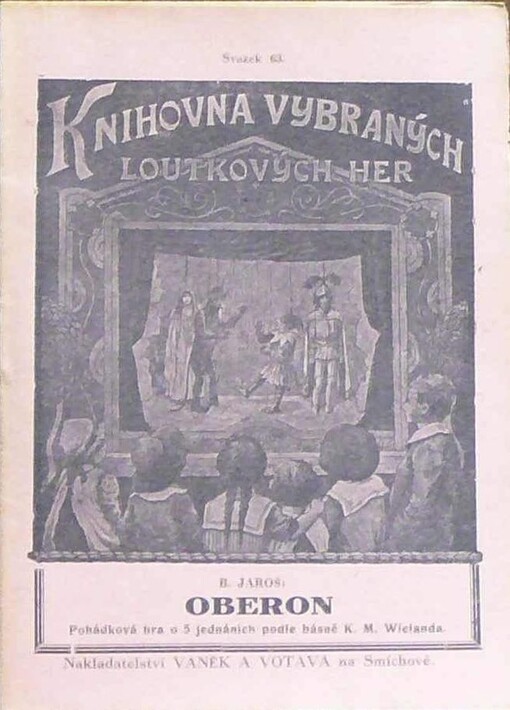 Svazek 63.
KNIHOVNA VYBRANÝCH
LOUTKOVÝCH HER
B. JAROŠ:
OBERON
Pohádková hra o 5 jednáních podle básně K. M. Wielanda.
Nakladatelství VANĚK A VOTAVA na Smíchově.